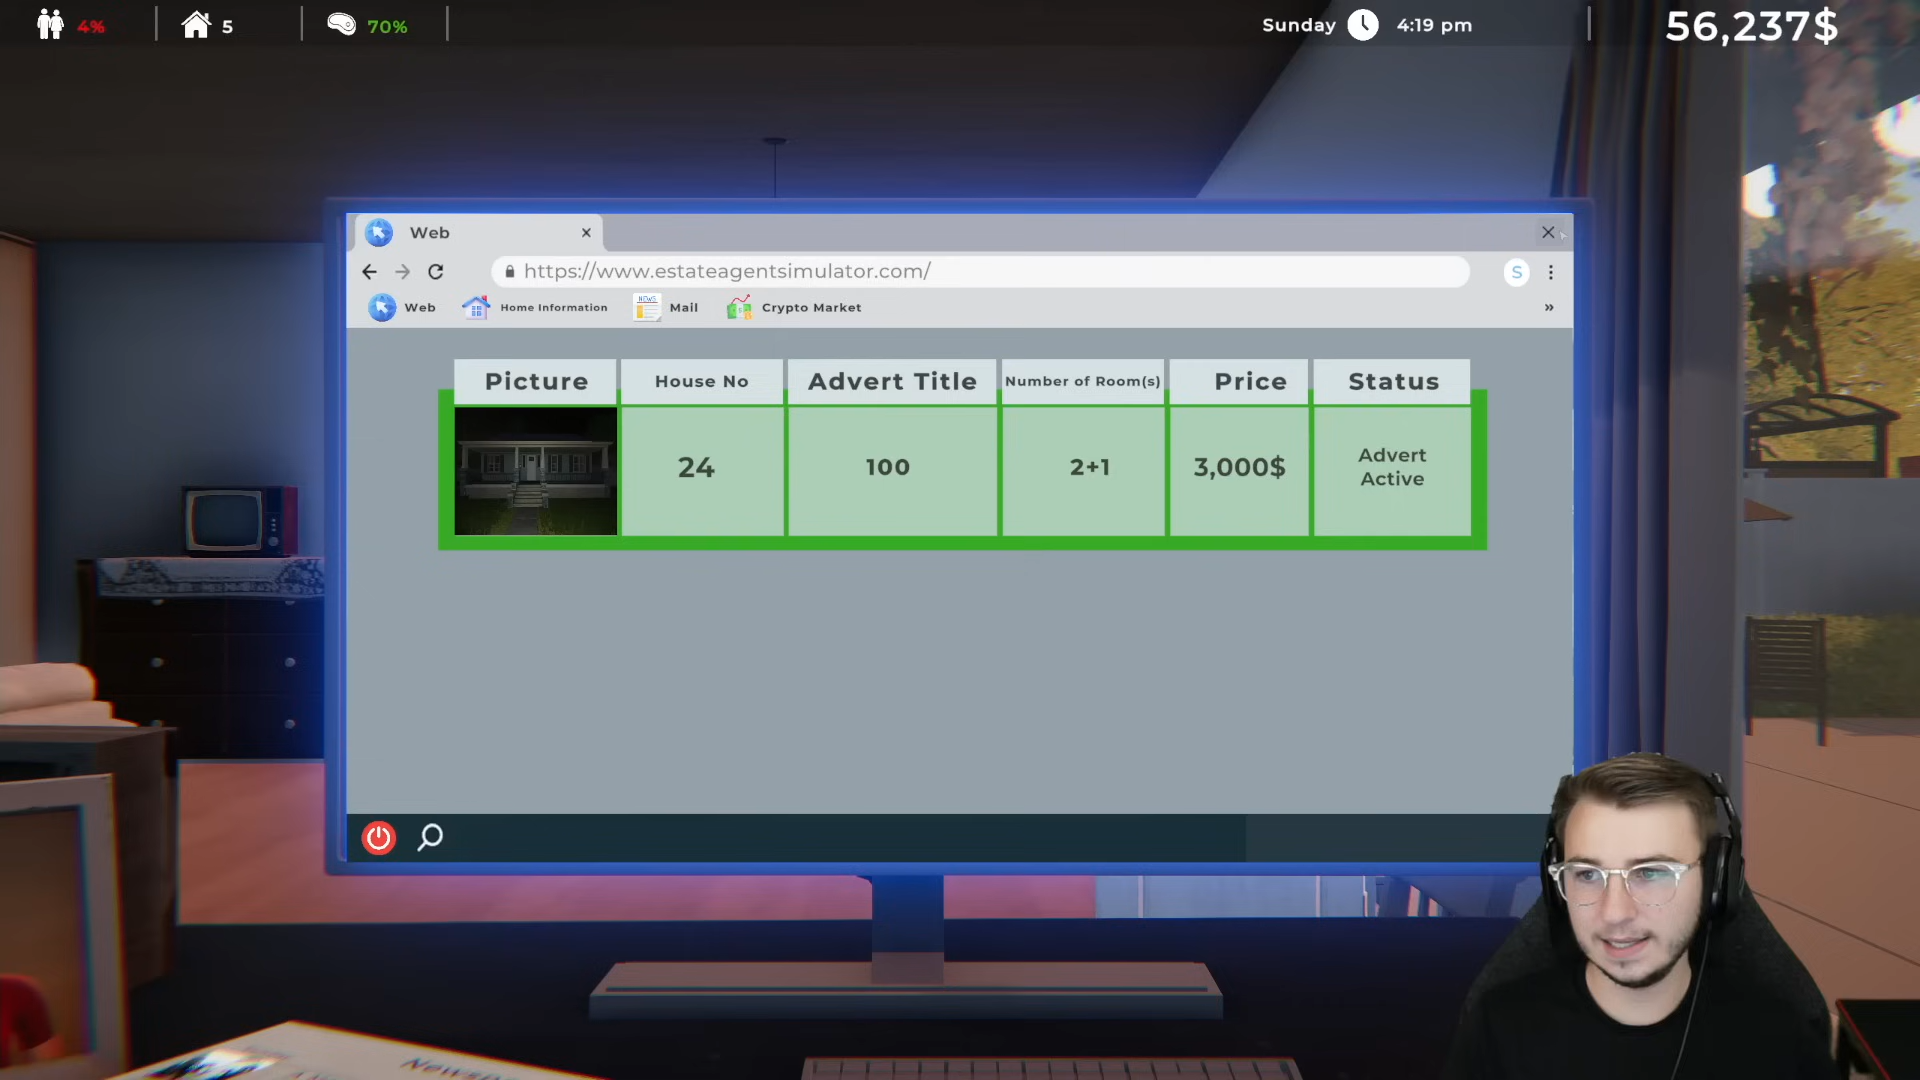 4% 5 70% Sunday 4:19 pm 56,237$
Web
https://www.estateagentsimulator.com/ S
Web Home Information NEWS Mail Crypto Market »
Picture House No Advert Title Number of Room(s) Price Status
24 100 2+1 3,000$ Advert
Active